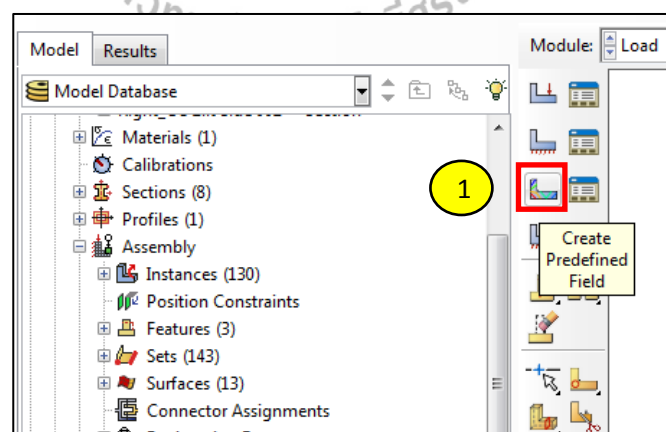 Model Results
Module: Load
Model Database
Materials (1)
Calibrations
Sections (8)
1
Profiles (1)
Assembly
Create
Predefined
Field
Instances (130)
Position Constraints
Features (3)
Sets (143)
Surfaces (13)
Connector Assignments